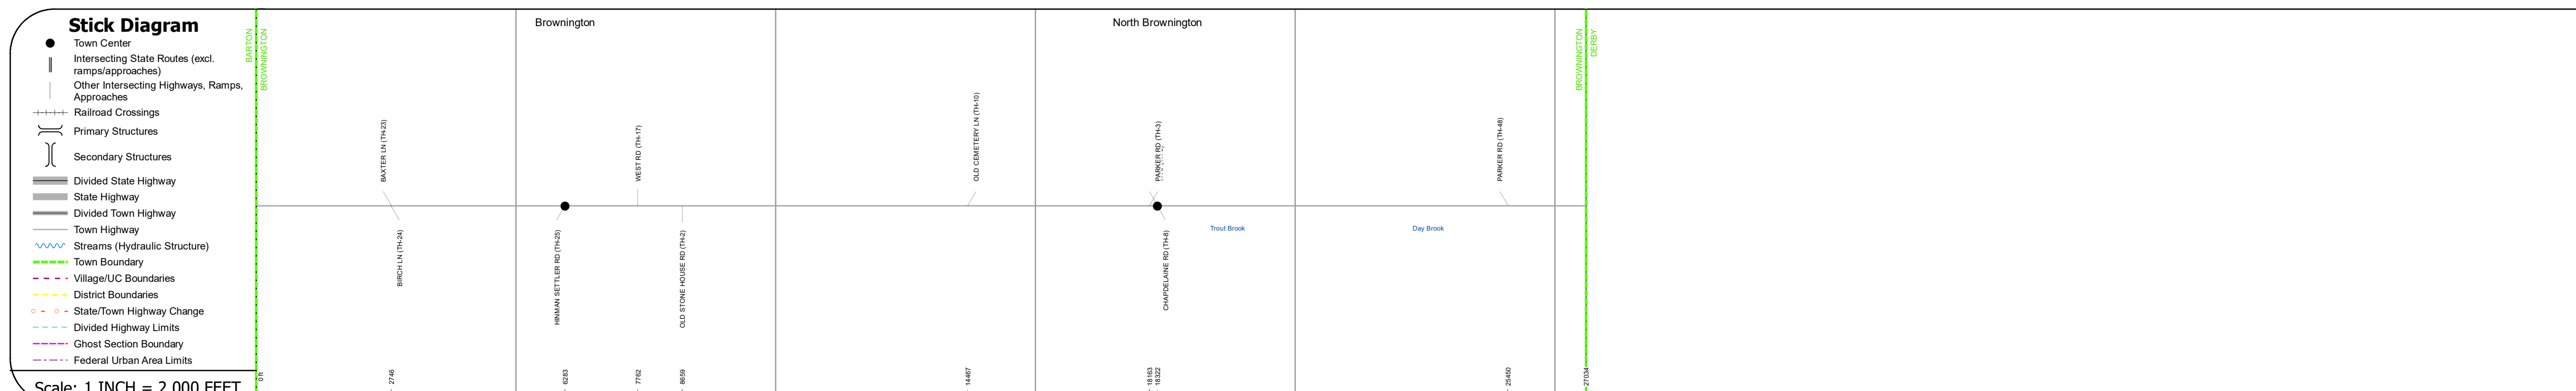 Stick Diagram
Town Center
Intersecting State Routes (excl.
ramps/approaches)
Other Intersecting Highways, Ramps,
Approaches
Railroad Crossings
Primary Structures
Secondary Structures
Divided State Highway
State Highway
Divided Town Highway
Town Highway
Streams (Hydraulic Structure)
Town Boundary
Village/UC Boundaries
District Boundaries
State/Town Highway Change
Divided Highway Limits
Ghost Section Boundary
Federal Urban Area Limits
Scale: 1 INCH = 2,000 FEET
BARTON
BROWNINGTON
Brownington
North Brownington
BROWNINGTON
DERBY
BAXTER LN (TH-23)
WEST RD (TH-17)
OLD CEMETERY LN (TH-10)
PARKER RD (TH-3)
PARKER RD (TH-48)
BIRCH LN (TH-24)
HINMAN SETTLER RD (TH-25)
OLD STONE HOUSE RD (TH-2)
CHAPDELAINE RD (TH-8)
Trout Brook
Day Brook
0 ft
2746
6283
7762
8659
14467
18163
18322
25450
27034